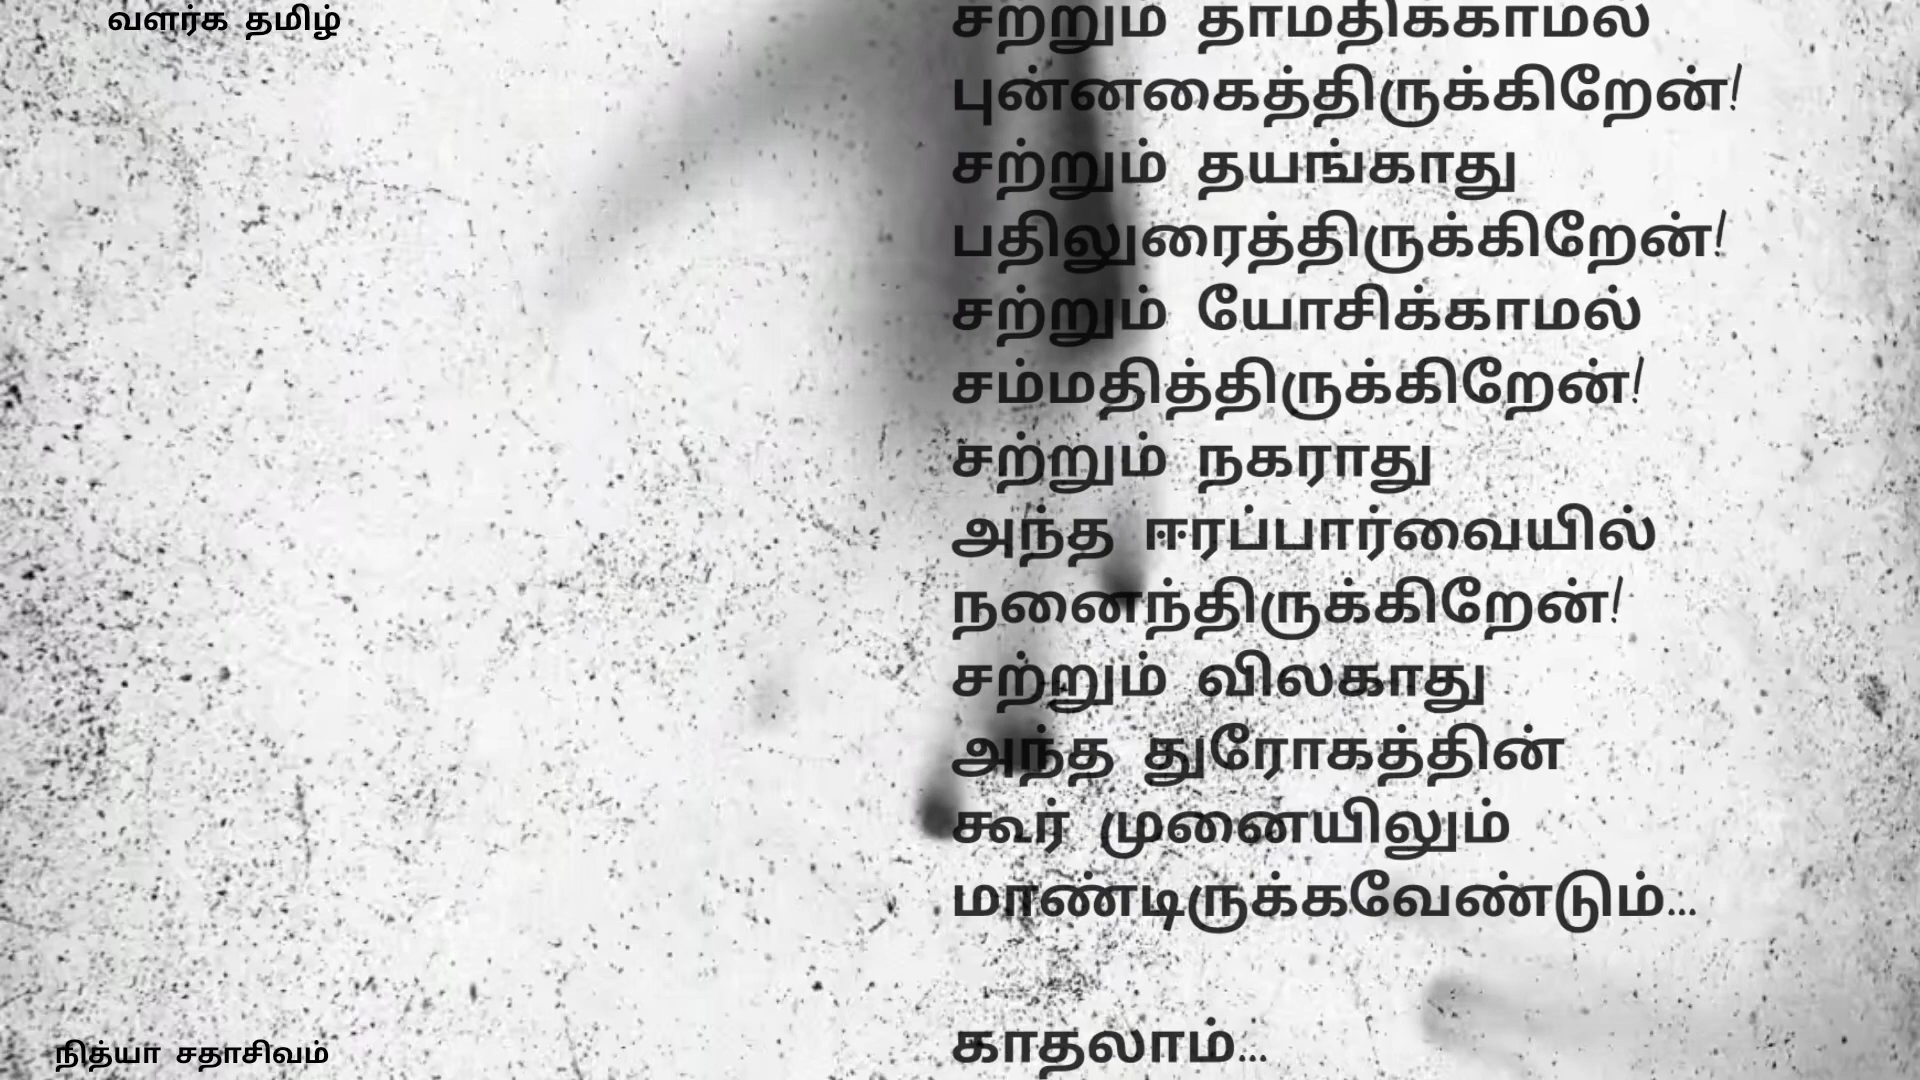 வளர்க தமிழ்
சற்றும் தாமதிக்காமல்
புன்னகைத்திருக்கிறேன்!
சற்றும் தயங்காது
பதிலுரைத்திருக்கிறேன்!
சற்றும் யோசிக்காமல்
சம்மதித்திருக்கிறேன்!
சற்றும் நகராது
அந்த ஈரப்பார்வையில்
நனைந்திருக்கிறேன்!
சற்றும் விலகாது
அந்த துரோகத்தின்
கூர் முனையிலும்
மாண்டிருக்கவேண்டும்...
காதலாம்...
நித்யா சதாசிவம்